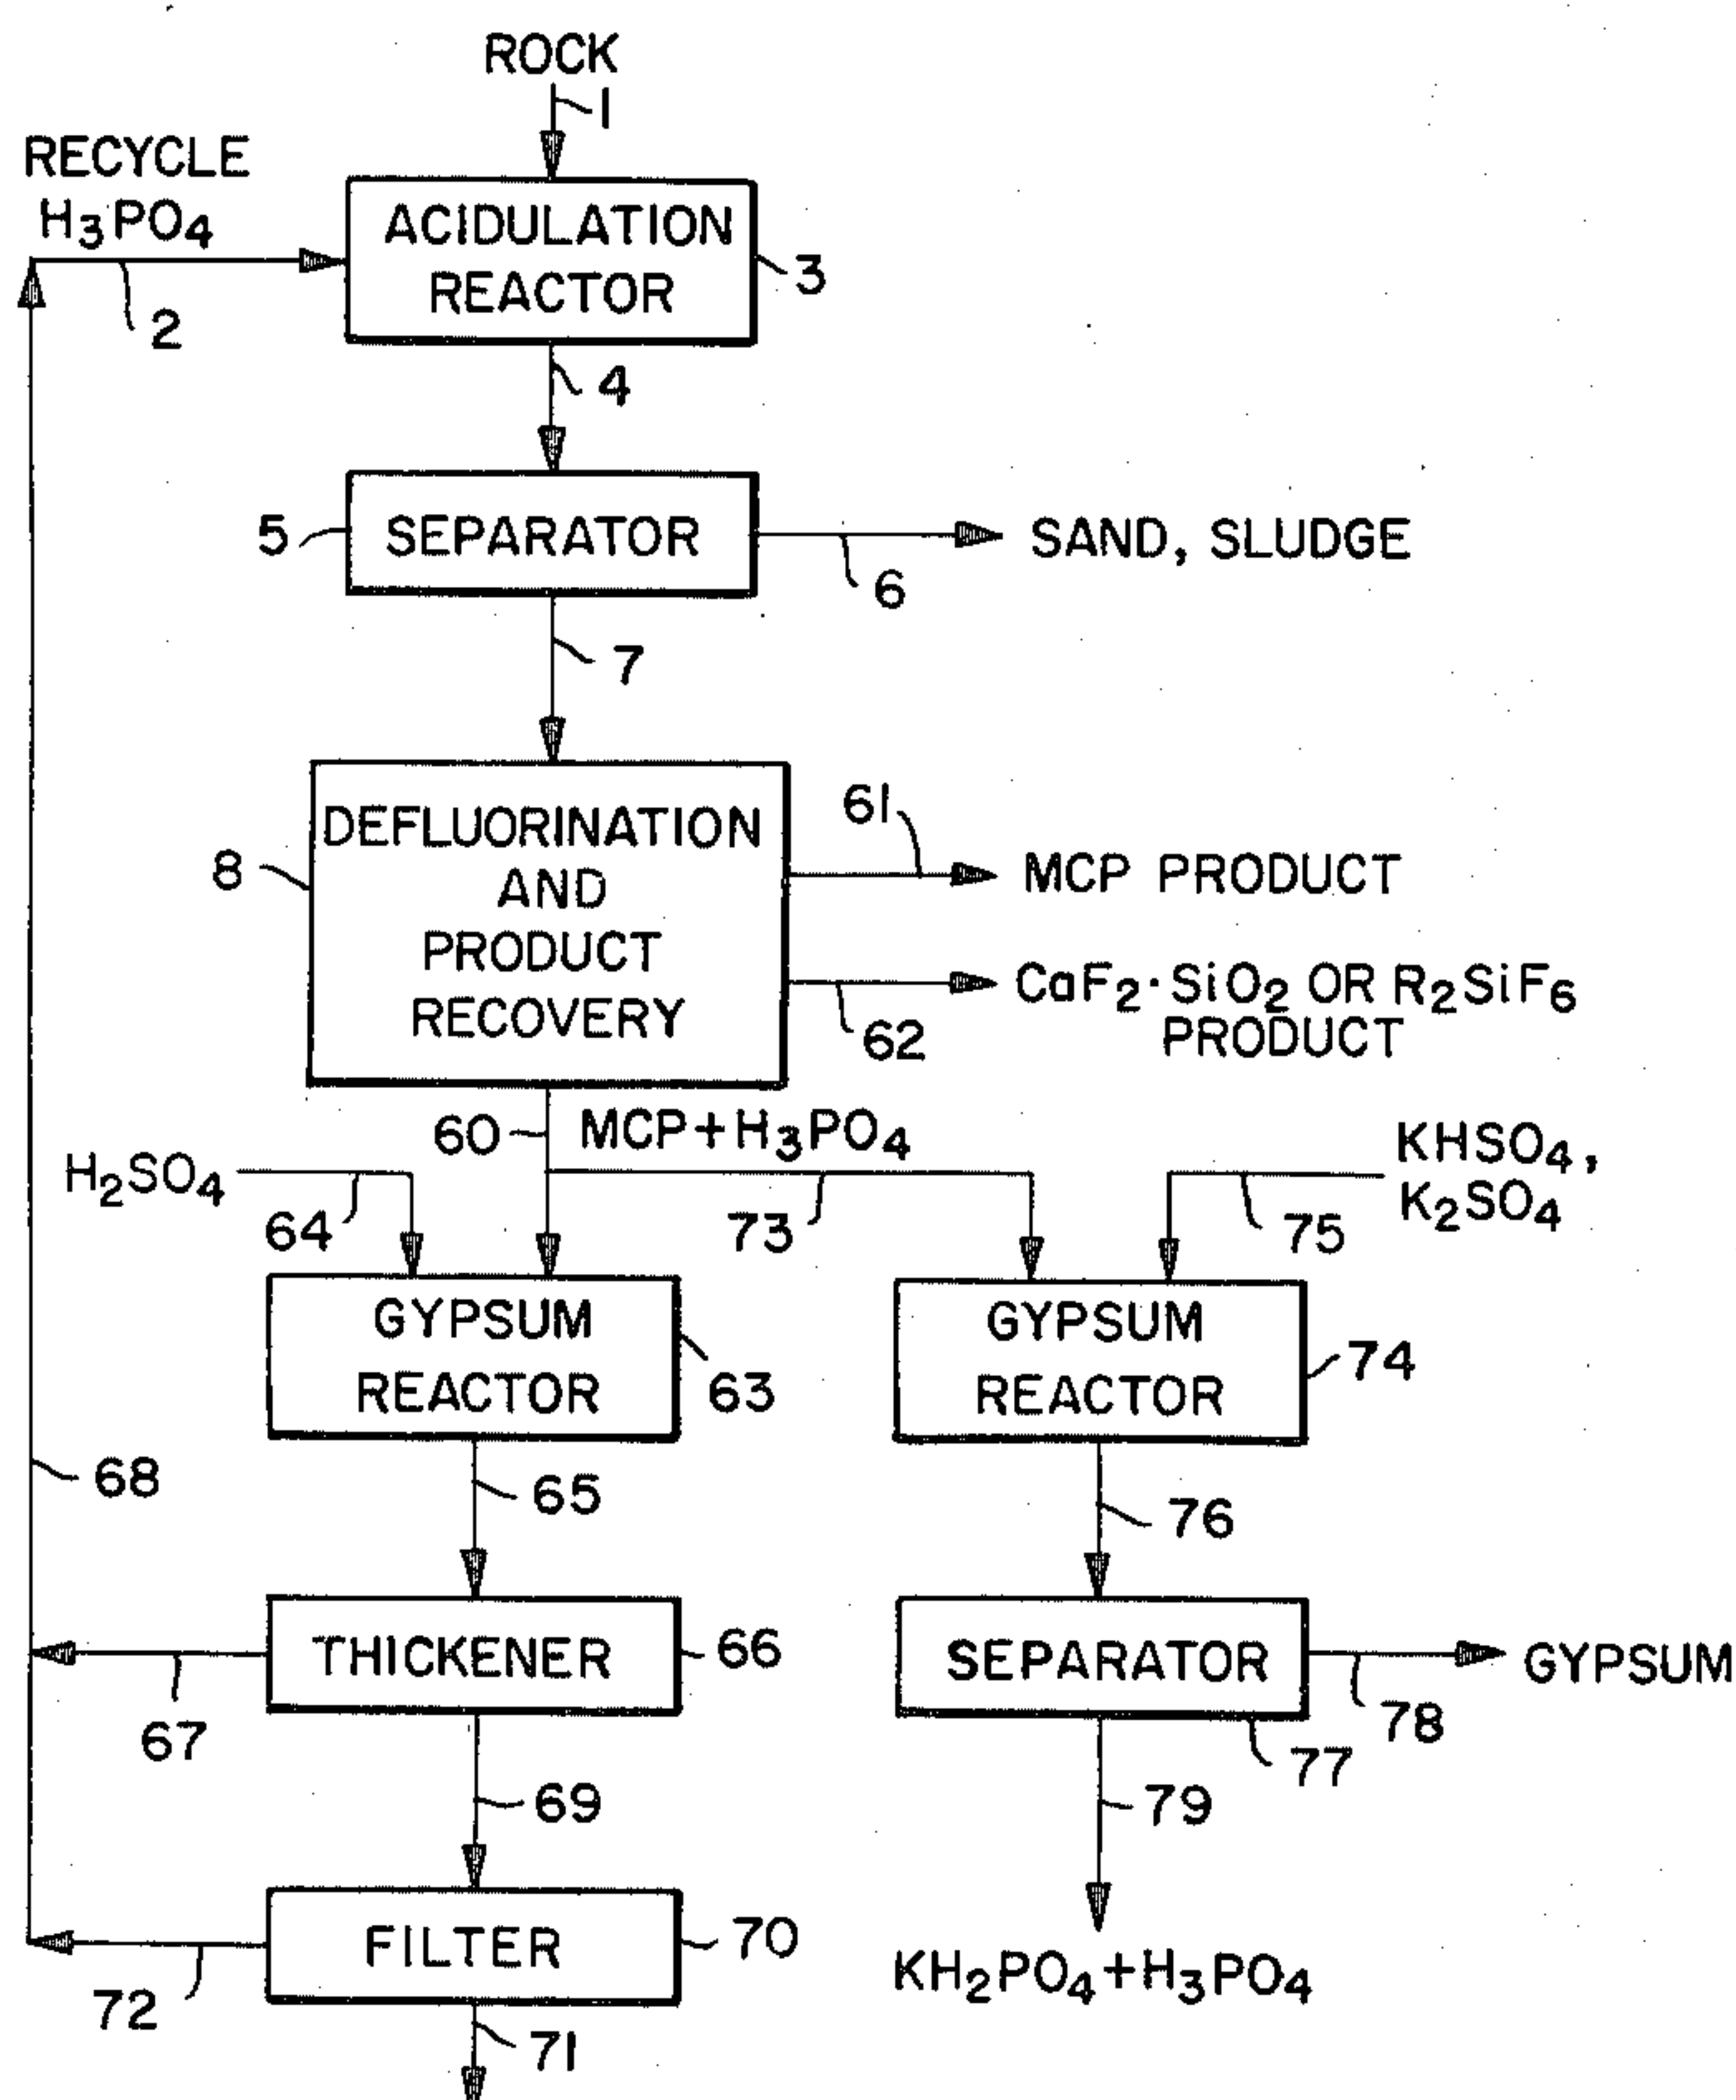 ROCK
1
RECYCLE
H₃PO₄
2
ACIDULATION
REACTOR
3
4
5
SEPARATOR
6
SAND, SLUDGE
7
8
DEFLUORINATION
AND
PRODUCT
RECOVERY
61
MCP PRODUCT
62
CaF₂·SiO₂ OR R₂SiF₆
PRODUCT
60
MCP+H₃PO₄
H₂SO₄
64
73
KHSO₄,
K₂SO₄
75
GYPSUM
REACTOR
63
GYPSUM
REACTOR
74
68
65
76
THICKENER
66
67
SEPARATOR
77
78
GYPSUM
69
79
FILTER
70
72
71
KH₂PO₄+H₃PO₄